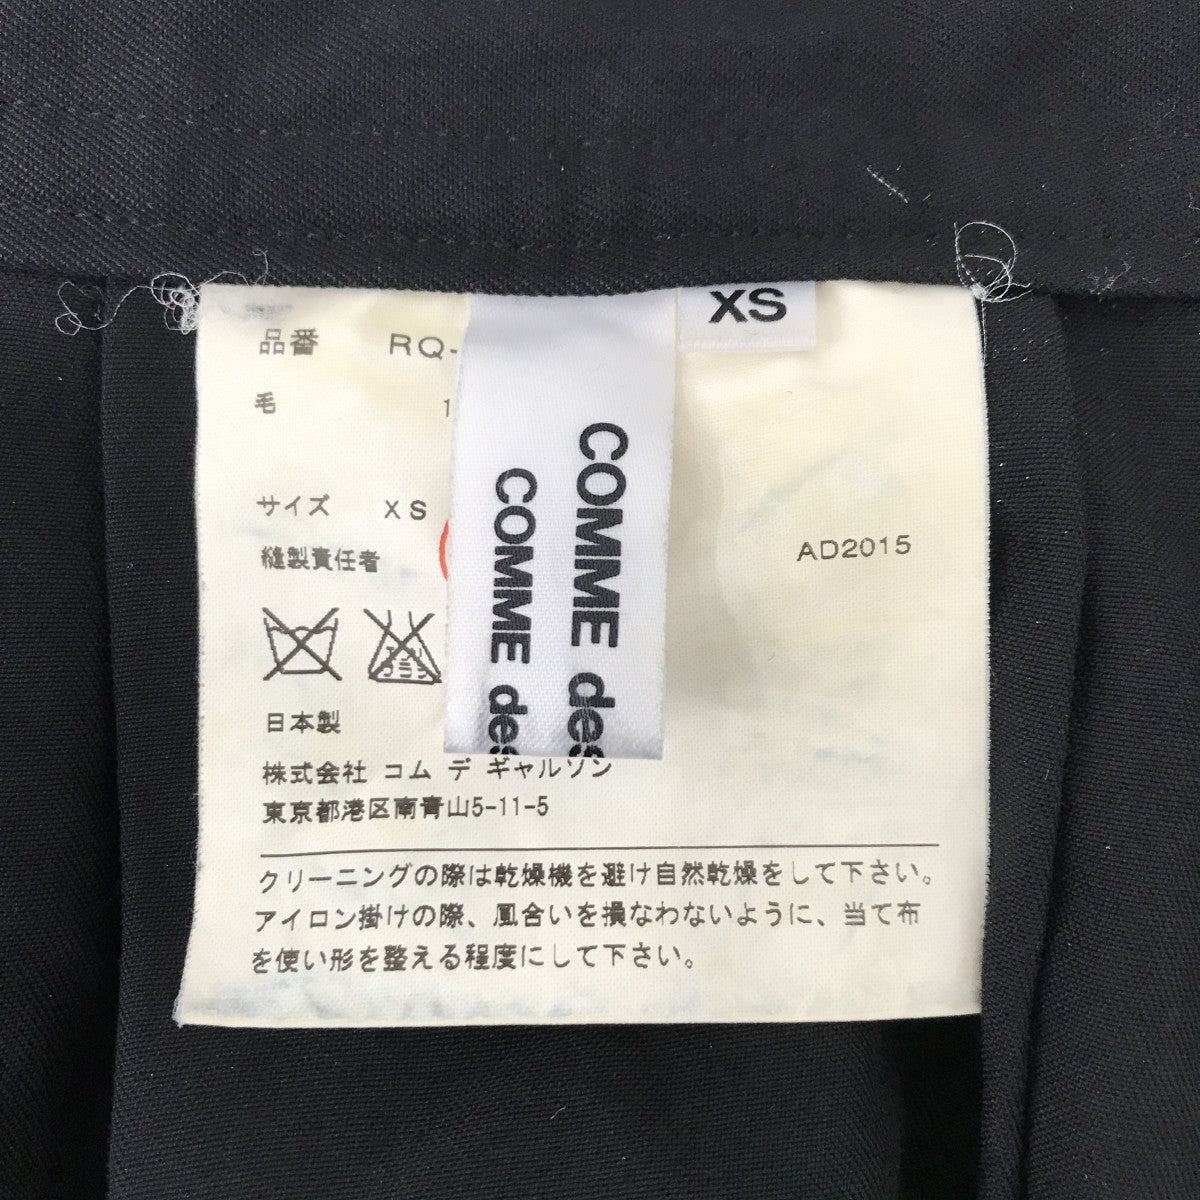 XS
品番 RQ-
毛 1
サイズ XS
縫製責任者
AD2015
COMME des
COMME des
日本製
株式会社 コム デ ギャルソン
東京都港区南青山5-11-5
クリーニングの際は乾燥機を避け自然乾燥をして下さい。
アイロン掛けの際、風合いを損なわないように、当て布
を使い形を整える程度にして下さい。